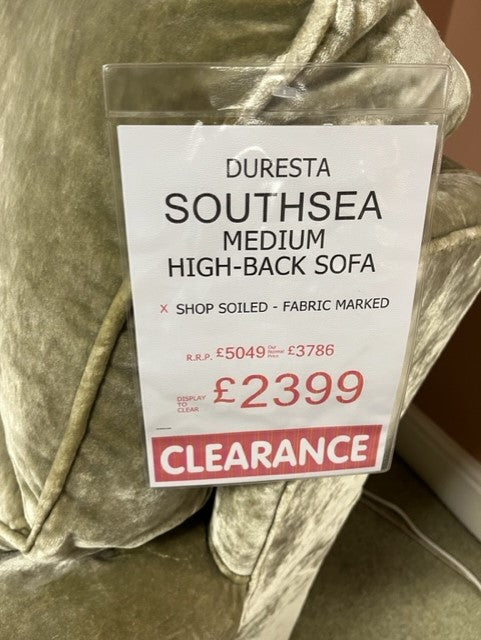 DURESTA
SOUTHSEA
MEDIUM
HIGH-BACK SOFA
X SHOP SOILED - FABRIC MARKED
R.R.P. £5049 Our Normal Price £3786
DISPLAY TO CLEAR £2399
CLEARANCE